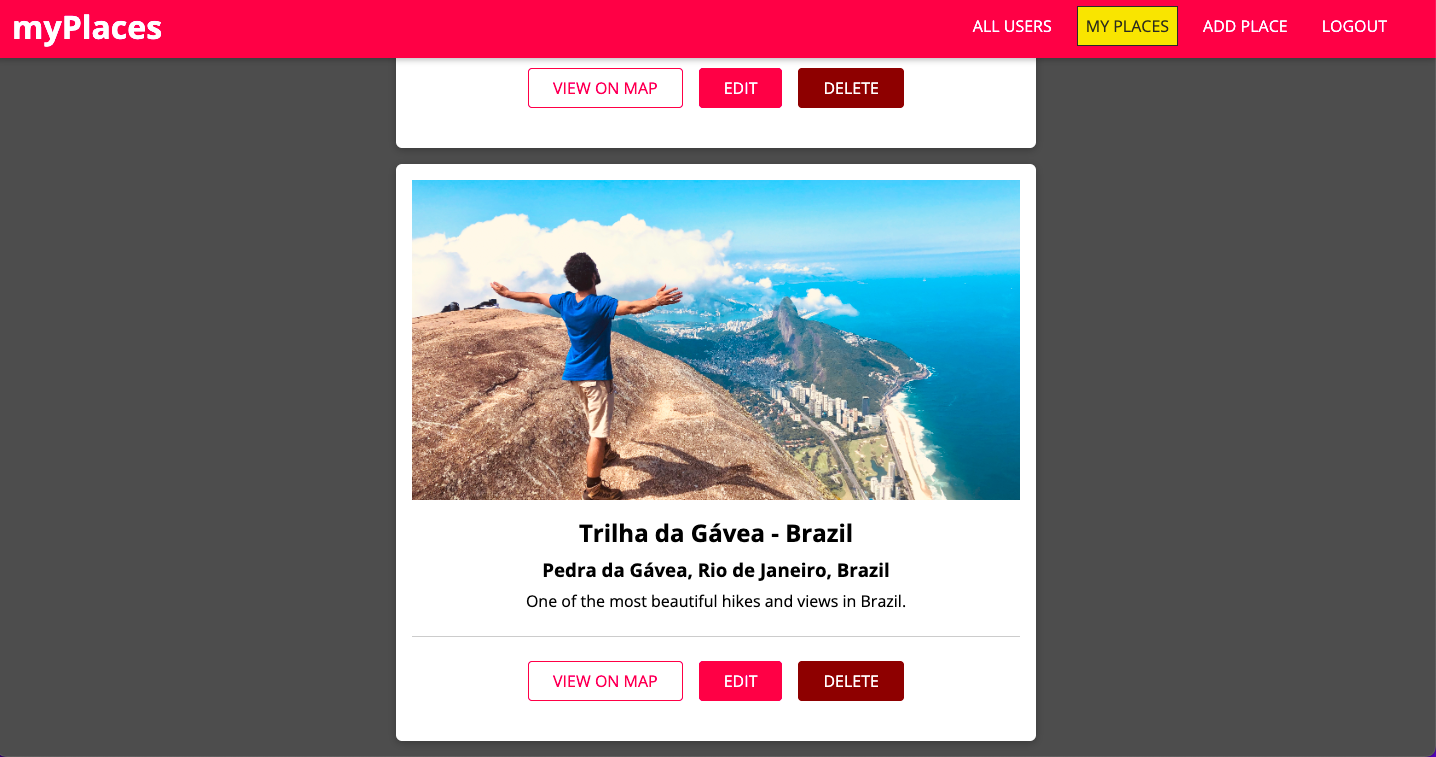 myPlaces
ALL USERS MY PLACES ADD PLACE LOGOUT
VIEW ON MAP EDIT DELETE
Trilha da Gávea - Brazil
Pedra da Gávea, Rio de Janeiro, Brazil
One of the most beautiful hikes and views in Brazil.
VIEW ON MAP EDIT DELETE